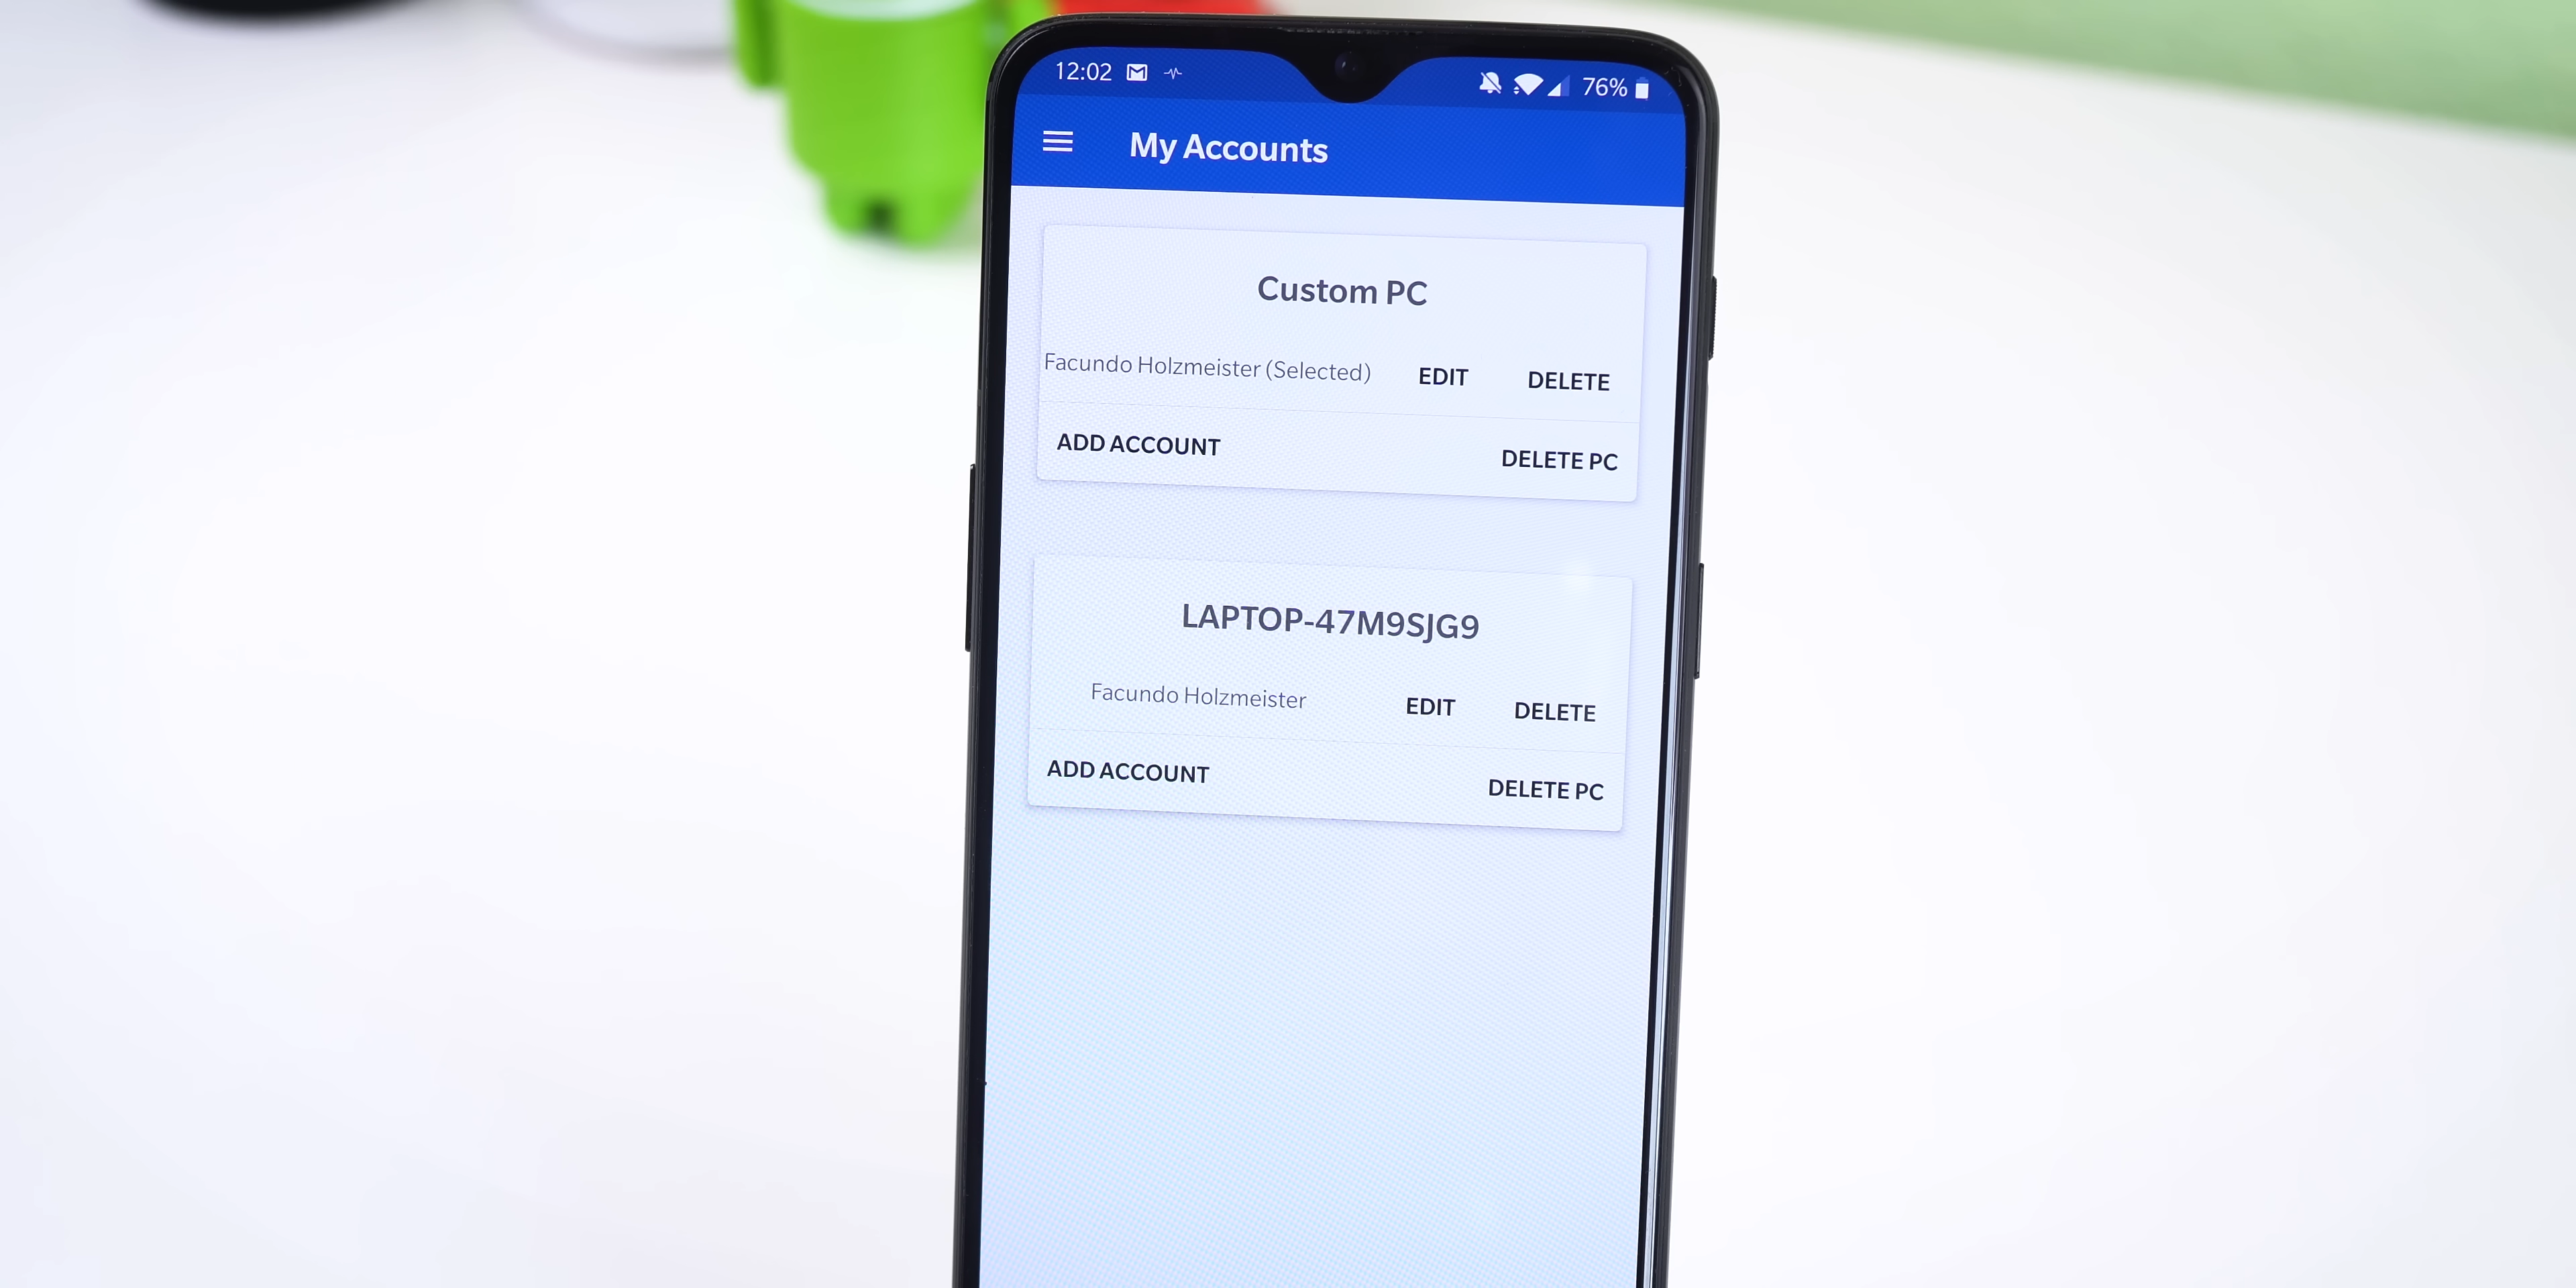 12:02 76%
My Accounts
Custom PC
Facundo Holzmeister (Selected) EDIT DELETE
ADD ACCOUNT DELETE PC
LAPTOP-47M9SJG9
Facundo Holzmeister EDIT DELETE
ADD ACCOUNT DELETE PC